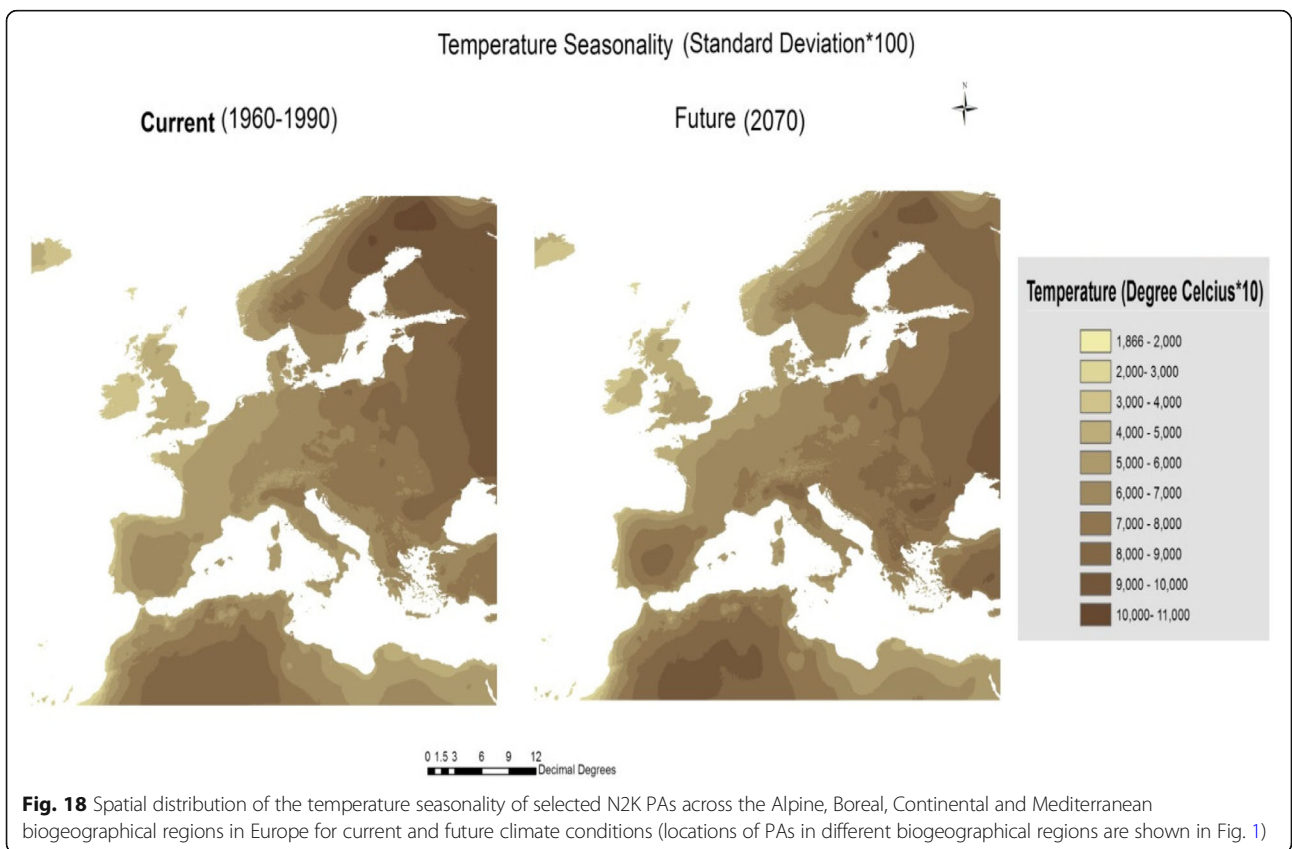 Temperature Seasonality (Standard Deviation*100)
Current (1960-1990)
Future (2070)
N
Temperature (Degree Celcius*10)
1,866 - 2,000
2,000- 3,000
3,000 - 4,000
4,000 - 5,000
5,000 - 6,000
6,000 - 7,000
7,000 - 8,000
8,000 - 9,000
9,000 - 10,000
10,000- 11,000
0 1.5 3 6 9 12
Decimal Degrees
Fig. 18 Spatial distribution of the temperature seasonality of selected N2K PAs across the Alpine, Boreal, Continental and Mediterranean
biogeographical regions in Europe for current and future climate conditions (locations of PAs in different biogeographical regions are shown in Fig. 1)